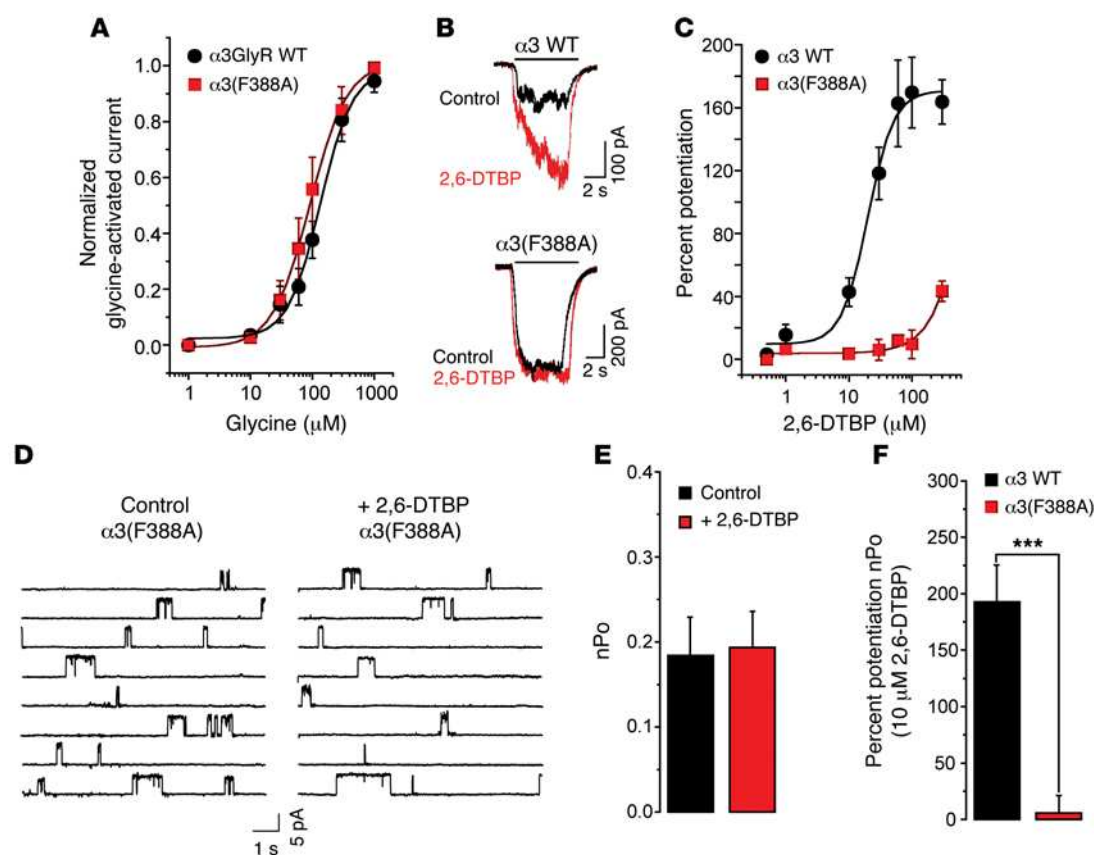 A
α3GlyR WT
α3(F388A)
Normalized
glycine-activated current
1.0
0.8
0.6
0.4
0.2
0.0
1
10
100
1000
Glycine (μM)
B
α3 WT
Control
2,6-DTBP
100 pA
2 s
α3(F388A)
Control
2,6-DTBP
200 pA
2 s
C
α3 WT
α3(F388A)
Percent potentiation
200
160
120
80
40
0
1
10
100
2,6-DTBP (μM)
D
Control
α3(F388A)
+ 2,6-DTBP
α3(F388A)
1 s
5 pA
E
Control
+ 2,6-DTBP
nPo
0.4
0.3
0.2
0.1
0.0
F
α3 WT
α3(F388A)
Percent potentiation nPo
(10 μM 2,6-DTBP)
300
250
200
150
100
50
0
***